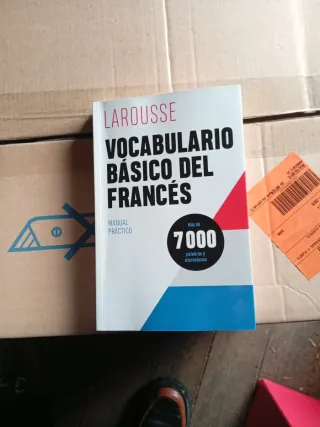 LAROUSSE
VOCABULARIO
BÁSICO DEL
FRANCÉS
MANUAL
PRÁCTICO
Más de
7000
palabras y
expresiones